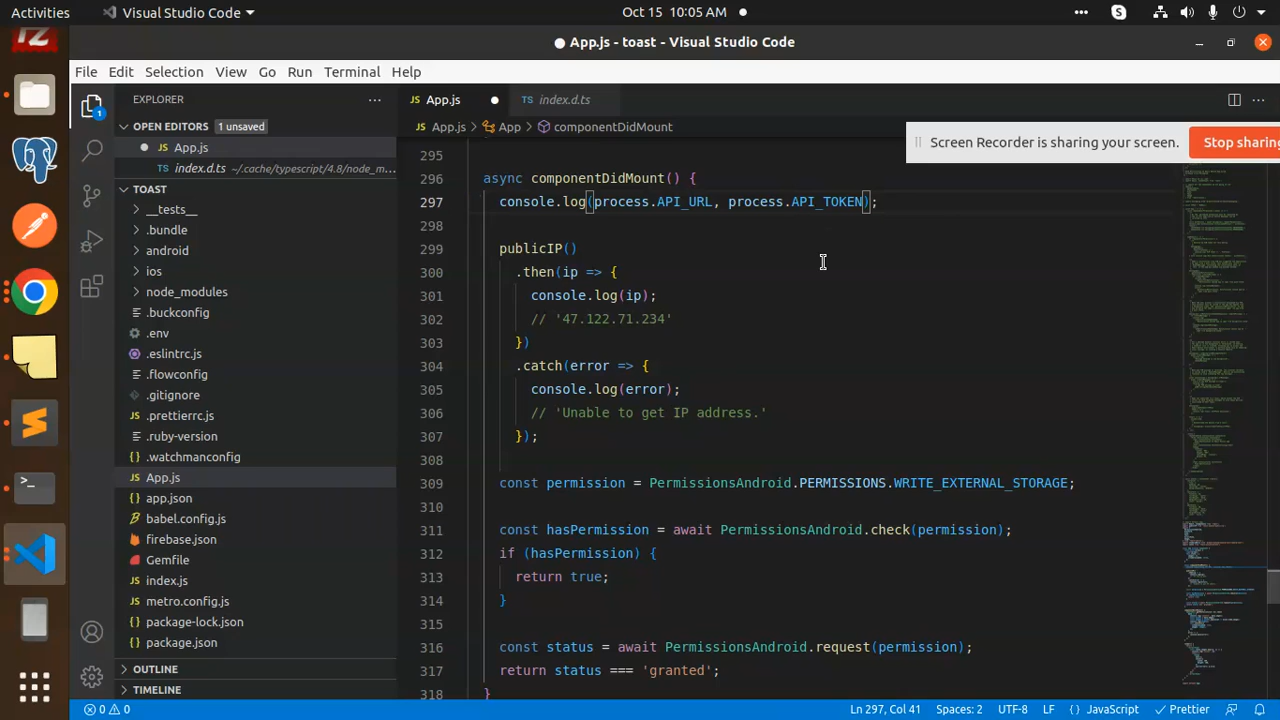 Activities
Visual Studio Code
Oct 15 10:05 AM
App.js - toast - Visual Studio Code
File Edit Selection View Go Run Terminal Help
EXPLORER
App.js
TS index.d.ts
JS
App.js > App > componentDidMount
Screen Recorder is sharing your screen.
Stop sharing
OPEN EDITORS 1 unsaved
JS App.js
TS index.d.ts ~/.cache/typescript/4.8/node_m...
TOAST
__tests__
.bundle
android
ios
node_modules
.buckconfig
.env
.eslintrc.js
.flowconfig
.gitignore
JS .prettierrc.js
.ruby-version
.watchmanconfig
JS App.js
app.json
babel.config.js
firebase.json
Gemfile
JS index.js
JS metro.config.js
package-lock.json
package.json
OUTLINE
TIMELINE
295
296 async componentDidMount() {
297 console.log(process.API_URL, process.API_TOKEN);
298
299 publicIP()
300 .then(ip => {
301 console.log(ip);
302 // '47.122.71.234'
303 })
304 .catch(error => {
305 console.log(error);
306 // 'Unable to get IP address.'
307 });
308
309 const permission = PermissionsAndroid.PERMISSIONS.WRITE_EXTERNAL_STORAGE;
310
311 const hasPermission = await PermissionsAndroid.check(permission);
312 if (hasPermission) {
313 return true;
314 }
315
316 const status = await PermissionsAndroid.request(permission);
317 return status === 'granted';
318 }
0 0
Ln 297, Col 41 Spaces: 2 UTF-8 LF { } JavaScript Prettier